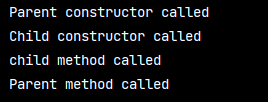 Parent constructor called
Child constructor called
child method called
Parent method called